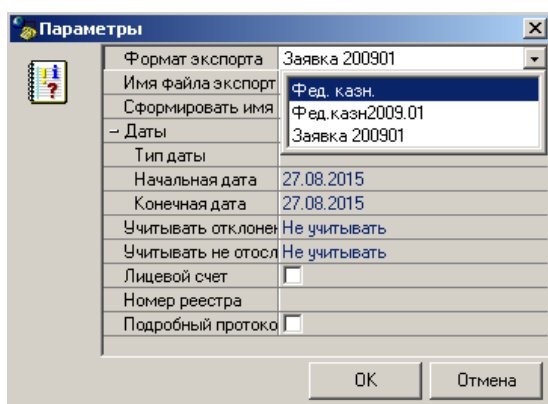 Параметры
Формат экспорта Заявка 200901
Имя файла экспорт
Фед. казн.
Сформировать имя
Фед.казн2009.01
– Даты
Заявка 200901
Тип даты
Начальная дата 27.08.2015
Конечная дата 27.08.2015
Учитывать отклонен Не учитывать
Учитывать не отосл Не учитывать
Лицевой счет
Номер реестра
Подробный протоко
OK Отмена